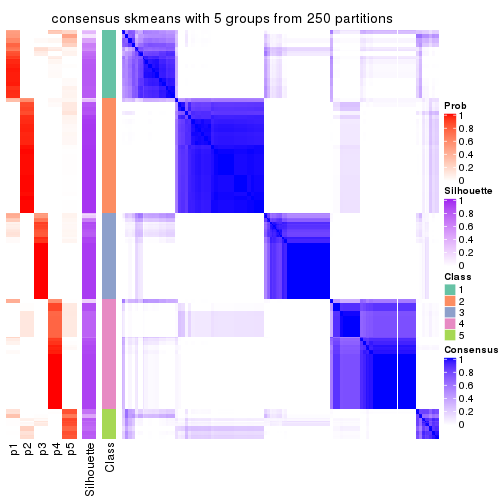 consensus skmeans with 5 groups from 250 partitions
Prob
1
0.8
0.6
0.4
0.2
0
Silhouette
1
0.8
0.6
0.4
0.2
0
Class
1
2
3
4
5
Consensus
1
0.8
0.6
0.4
0.2
0
p1
p2
p3
p4
p5
Silhouette
Class